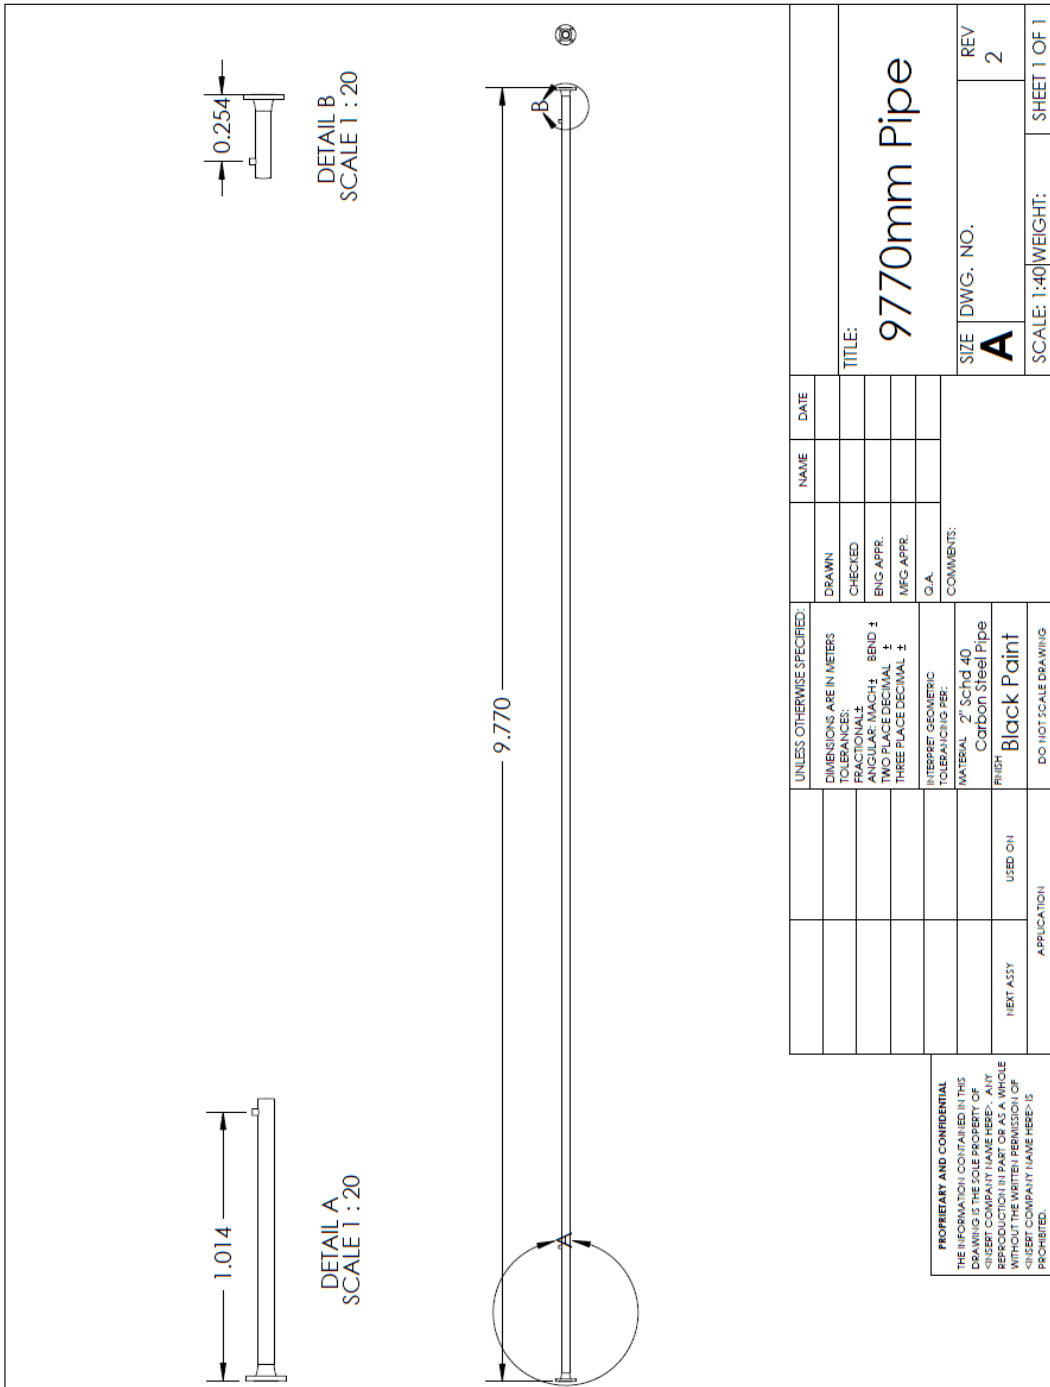 1.014
DETAIL A
SCALE 1 : 20
0.254
DETAIL B
SCALE 1 : 20
9.770
A
B
PROPRIETARY AND CONFIDENTIAL
THE INFORMATION CONTAINED IN THIS
DRAWING IS THE SOLE PROPERTY OF
<INSERT COMPANY NAME HERE>. ANY
REPRODUCTION IN PART OR AS A WHOLE
WITHOUT THE WRITTEN PERMISSION OF
<INSERT COMPANY NAME HERE> IS
PROHIBITED.
NEXT ASSY
USED ON
APPLICATION
UNLESS OTHERWISE SPECIFIED:
DIMENSIONS ARE IN METERS
TOLERANCES:
FRACTIONAL±
ANGULAR: MACH± BEND ±
TWO PLACE DECIMAL ±
THREE PLACE DECIMAL ±
INTERPRET GEOMETRIC
TOLERANCING PER:
MATERIAL 2" Schd 40
Carbon Steel Pipe
FINISH Black Paint
DO NOT SCALE DRAWING
NAME DATE
DRAWN
CHECKED
ENG APPR.
MFG APPR.
Q.A.
COMMENTS:
TITLE:
9770mm Pipe
SIZE DWG. NO. REV
A 2
SCALE: 1:40 WEIGHT: SHEET 1 OF 1